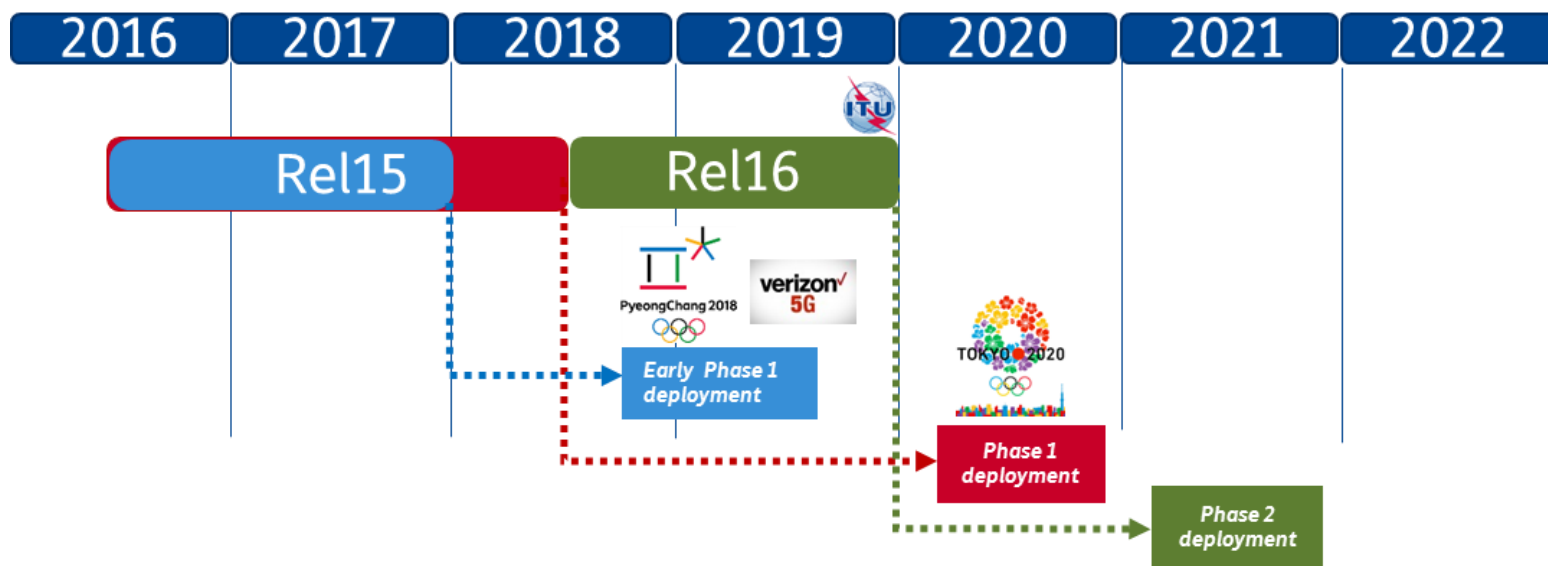 2016 2017 2018 2019 2020 2021 2022
ITU
Rel15 Rel16
PyeongChang 2018
verizon
5G
TOKYO 2020
Early Phase 1
deployment
Phase 1
deployment
Phase 2
deployment